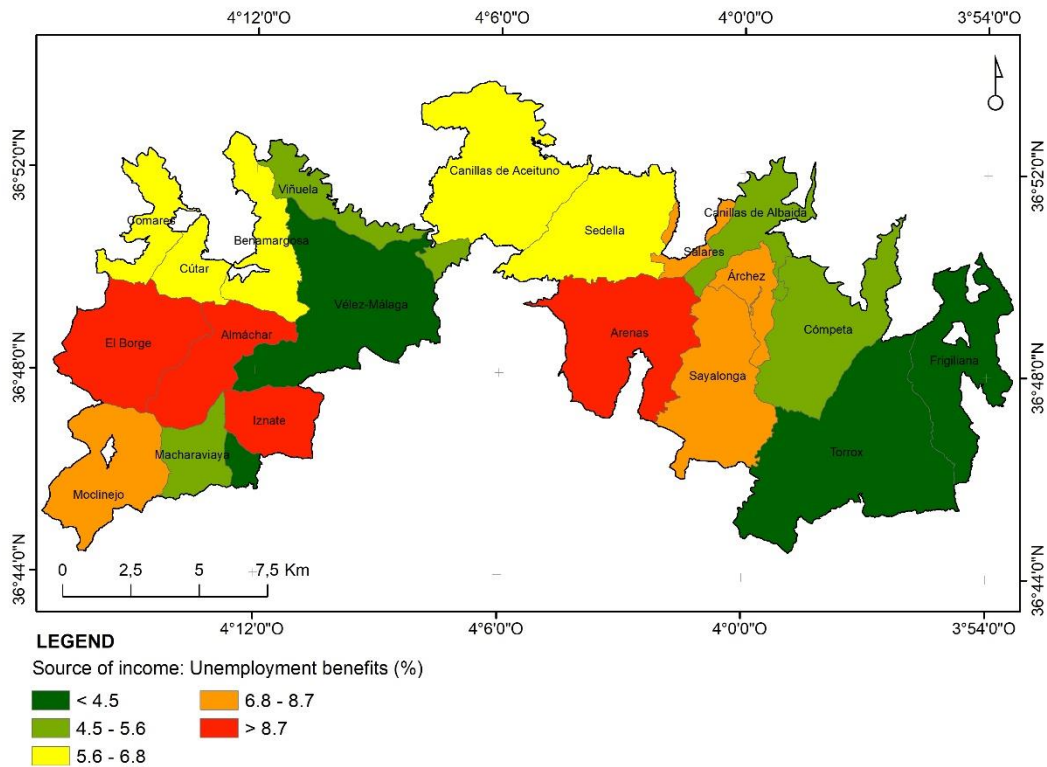 4°12'0"O 4°6'0"O 4°0'0"O 3°54'0"O
36°52'0"N 36°52'0"N
Canillas de Aceituno
Viñuela
Comares
Canillas de Albaida
Benamargosa
Sedella
Salares
Cútar
Árchez
Vélez-Málaga
Cómpeta
Almáchar
Arenas
El Borge
Frigiliana
36°48'0"N 36°48'0"N
Sayalonga
Iznate
Macharaviaya
Torrox
Moclinejo
0 2,5 5 7,5 Km
36°44'0"N 36°44'0"N
4°12'0"O 4°6'0"O 4°0'0"O 3°54'0"O
LEGEND
Source of income: Unemployment benefits (%)
< 4.5 6.8 - 8.7
4.5 - 5.6 > 8.7
5.6 - 6.8